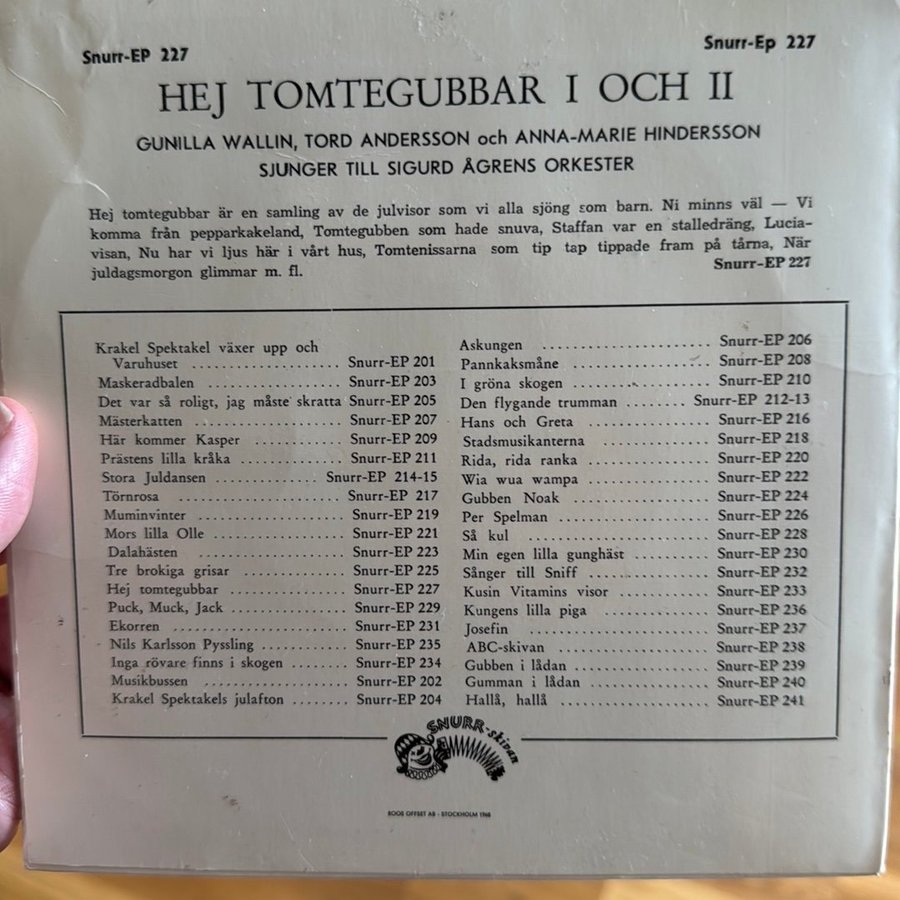 Snurr-EP 227
Snurr-Ep 227
HEJ TOMTEGUBBAR I OCH II
GUNILLA WALLIN, TORD ANDERSSON och ANNA-MARIE HINDERSSON
SJUNGER TILL SIGURD ÅGRENS ORKESTER
Hej tomtegubbar är en samling av de julvisor som vi alla sjöng som barn. Ni minns väl — Vi
komma från pepparkakeland, Tomtegubben som hade snuva, Staffan var en stalledräng, Lucia-
visan, Nu har vi ljus här i vårt hus, Tomtenissarna som tip tap tippade fram på tårna, När
juldagsmorgon glimmar m. fl.
Snurr-EP 227
Krakel Spektakel växer upp och
Varuhuset .................... Snurr-EP 201
Maskeradbalen ................ Snurr-EP 203
Det var så roligt, jag måste skratta Snurr-EP 205
Mästerkatten .................. Snurr-EP 207
Här kommer Kasper ............ Snurr-EP 209
Prästens lilla kråka ............ Snurr-EP 211
Stora Juldansen ............ Snurr-EP 214-15
Törnrosa ...................... Snurr-EP 217
Muminvinter .................. Snurr-EP 219
Mors lilla Olle ................ Snurr-EP 221
Dalahästen .................... Snurr-EP 223
Tre brokiga grisar .............. Snurr-EP 225
Hej tomtegubbar .............. Snurr-EP 227
Puck, Muck, Jack .............. Snurr-EP 229
Ekorren ...................... Snurr-EP 231
Nils Karlsson Pyssling .......... Snurr-EP 235
Inga rövare finns i skogen ...... Snurr-EP 234
Musikbussen .................. Snurr-EP 202
Krakel Spektakels julafton ........ Snurr-EP 204
Askungen .................... Snurr-EP 206
Pannkaksmåne ................ Snurr-EP 208
I gröna skogen ................ Snurr-EP 210
Den flygande trumman ........ Snurr-EP 212-13
Hans och Greta ................ Snurr-EP 216
Stadsmusikanterna ............ Snurr-EP 218
Rida, rida ranka .............. Snurr-EP 220
Wia wua wampa .............. Snurr-EP 222
Gubben Noak ................ Snurr-EP 224
Per Spelman .................. Snurr-EP 226
Så kul ...................... Snurr-EP 228
Min egen lilla gunghäst ........ Snurr-EP 230
Sånger till Sniff .............. Snurr-EP 232
Kusin Vitamins visor .......... Snurr-EP 233
Kungens lilla piga ............ Snurr-EP 236
Josefin ...................... Snurr-EP 237
ABC-skivan .................. Snurr-EP 238
Gubben i lådan ................ Snurr-EP 239
Gumman i lådan .............. Snurr-EP 240
Hallå, hallå .................. Snurr-EP 241
SNURR-skivan
ROOS OFFSET AB - STOCKHOLM 1968